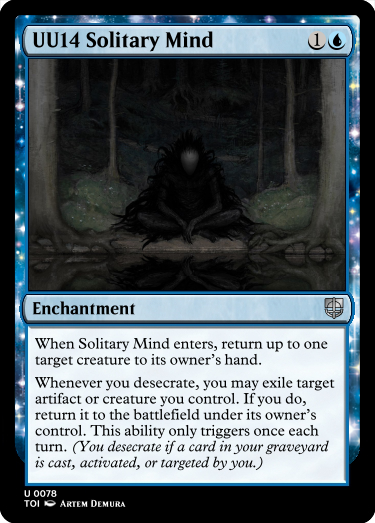 UU14 Solitary Mind 1
Enchantment
When Solitary Mind enters, return up to one
target creature to its owner's hand.
Whenever you desecrate, you may exile target
artifact or creature you control. If you do,
return it to the battlefield under its owner's
control. This ability only triggers once each
turn. (You desecrate if a card in your graveyard
is cast, activated, or targeted by you.)
U 0078
TOI Artem Demura